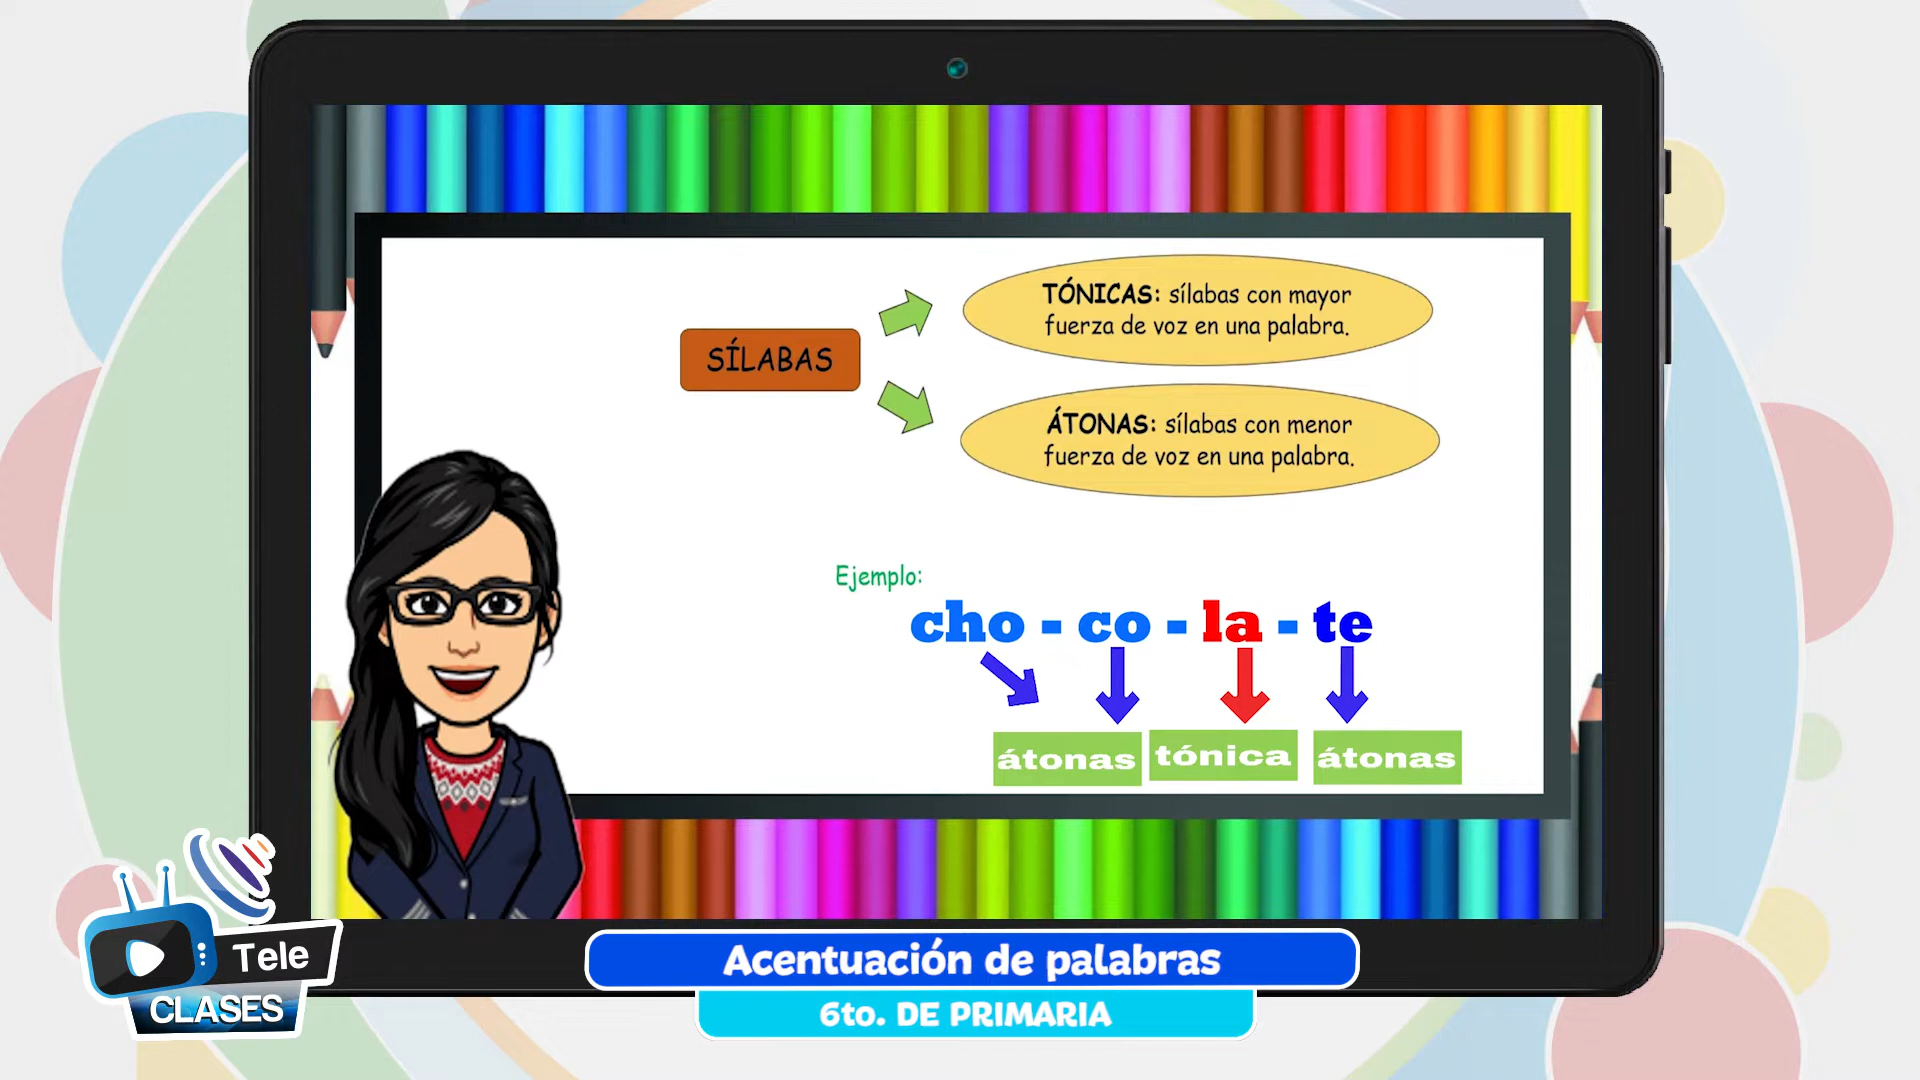 SÍLABAS
TÓNICAS: sílabas con mayor
fuerza de voz en una palabra.
ÁTONAS: sílabas con menor
fuerza de voz en una palabra.
Ejemplo:
cho - co - la - te
átonas tónica átonas
Tele
CLASES
Acentuación de palabras
6to. DE PRIMARIA